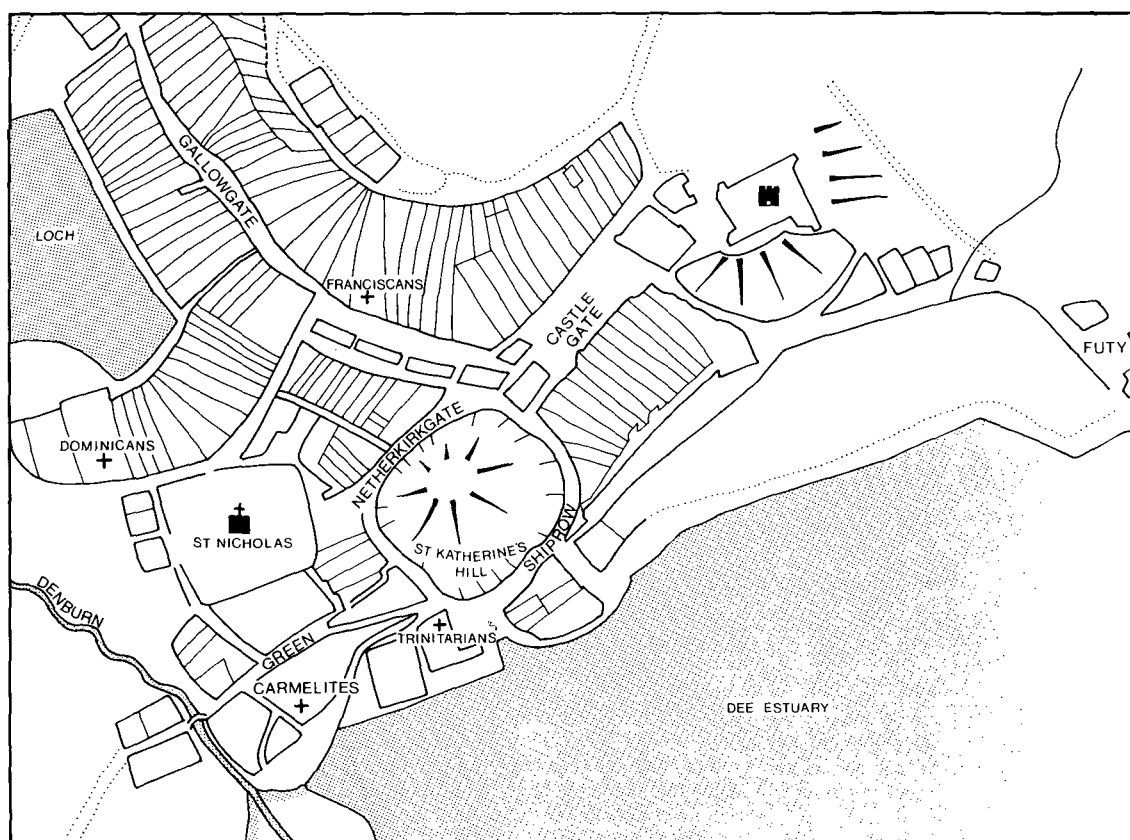 GALLOWGATE
LOCH
FRANCISCANS
CASTLE
GATE
FUTY
DOMINICANS
NETHERKIRKGATE
ST NICHOLAS
ST KATHERINE'S
HILL
SHIPROW
DENBURN
GREEN
TRINITARIANS
CARMELITES
DEE ESTUARY